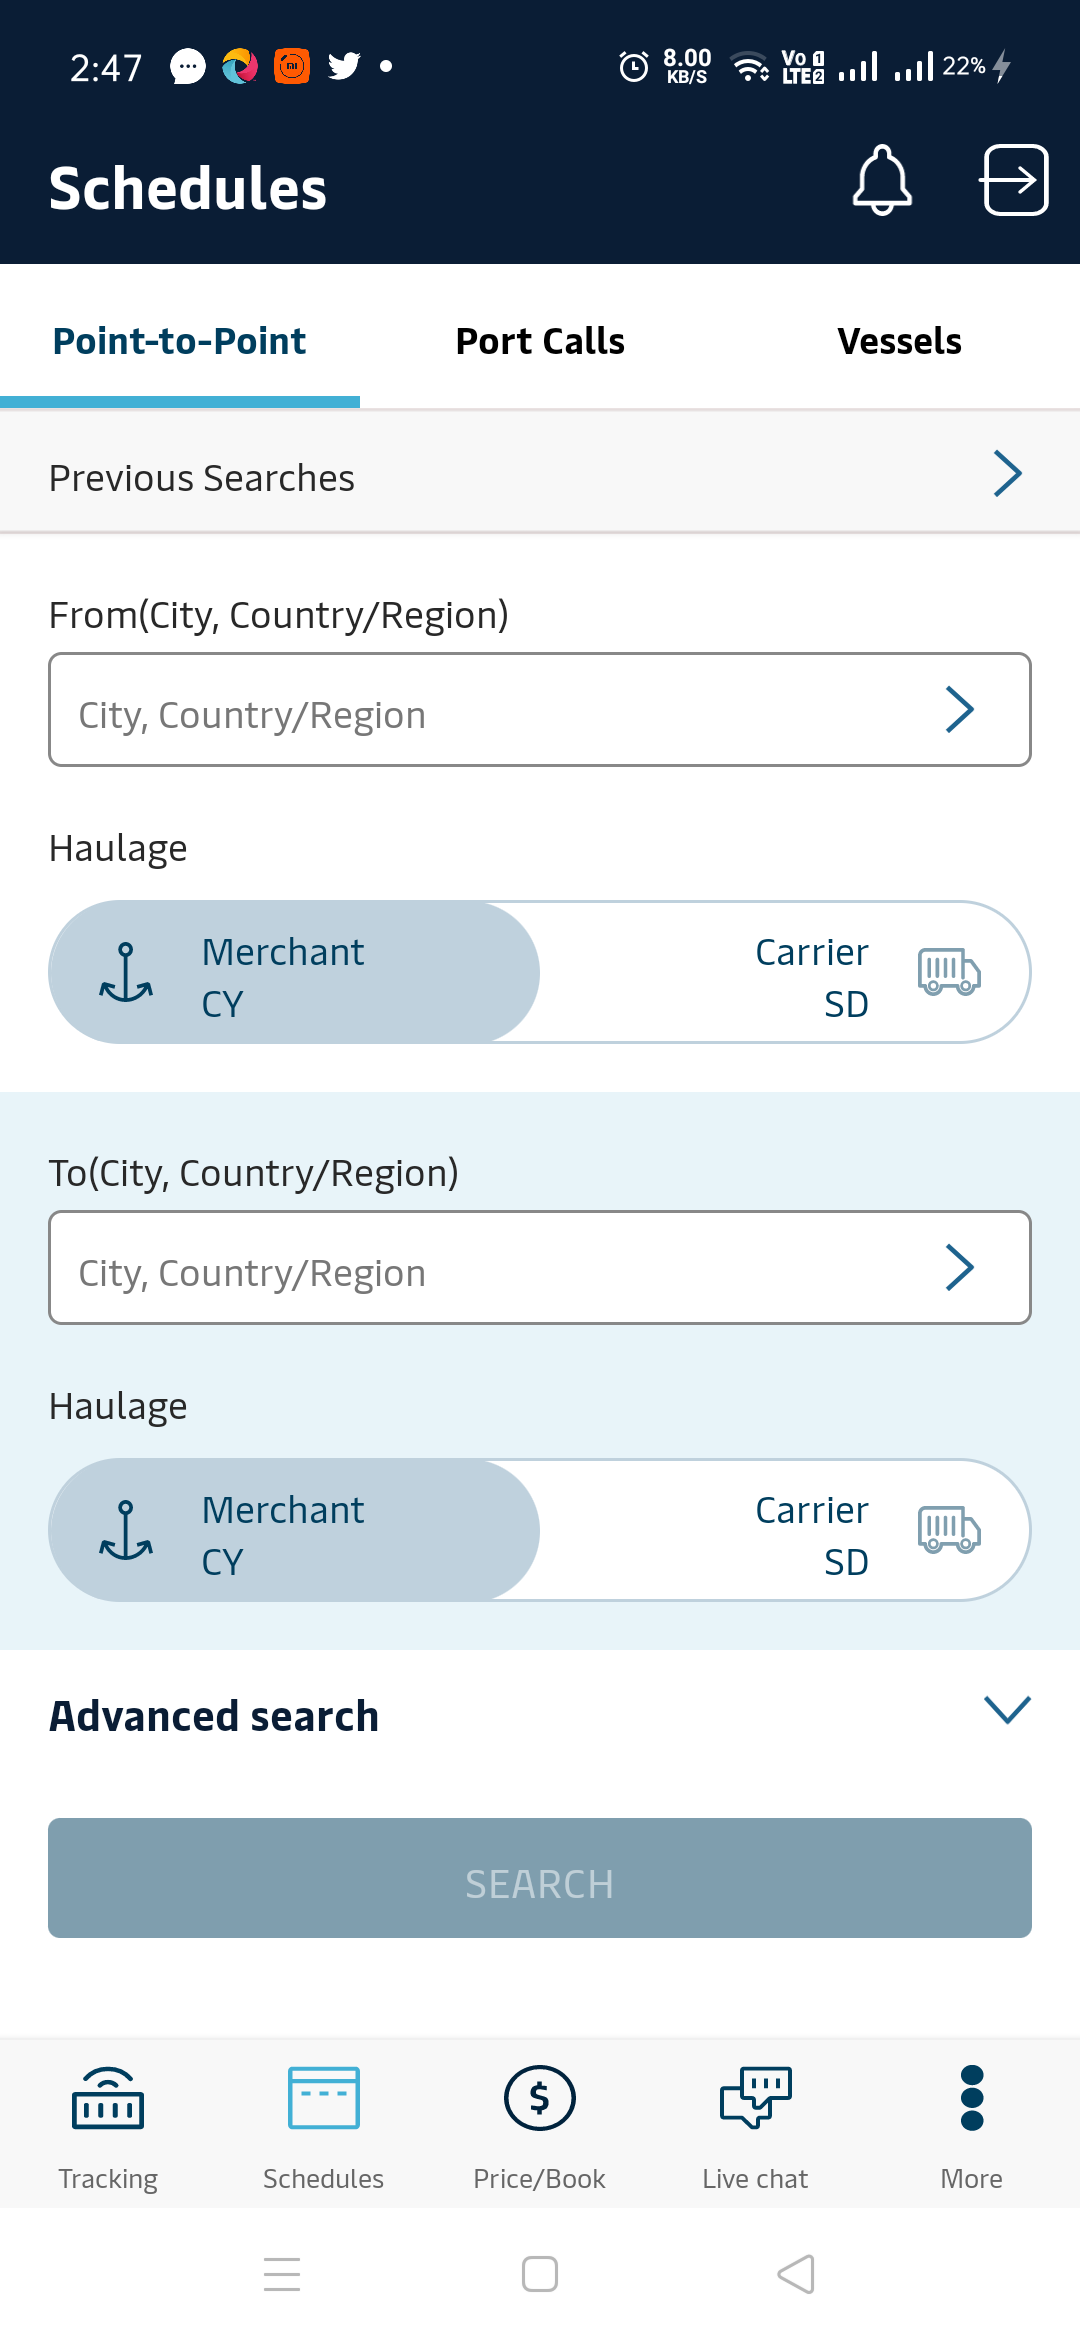 2:47
8.00 KB/S Vo LTE 1 2 22%
Schedules
Point-to-Point Port Calls Vessels
Previous Searches
From(City, Country/Region)
City, Country/Region
Haulage
Merchant Carrier
CY SD
To(City, Country/Region)
City, Country/Region
Haulage
Merchant Carrier
CY SD
Advanced search
SEARCH
$
Tracking Schedules Price/Book Live chat More